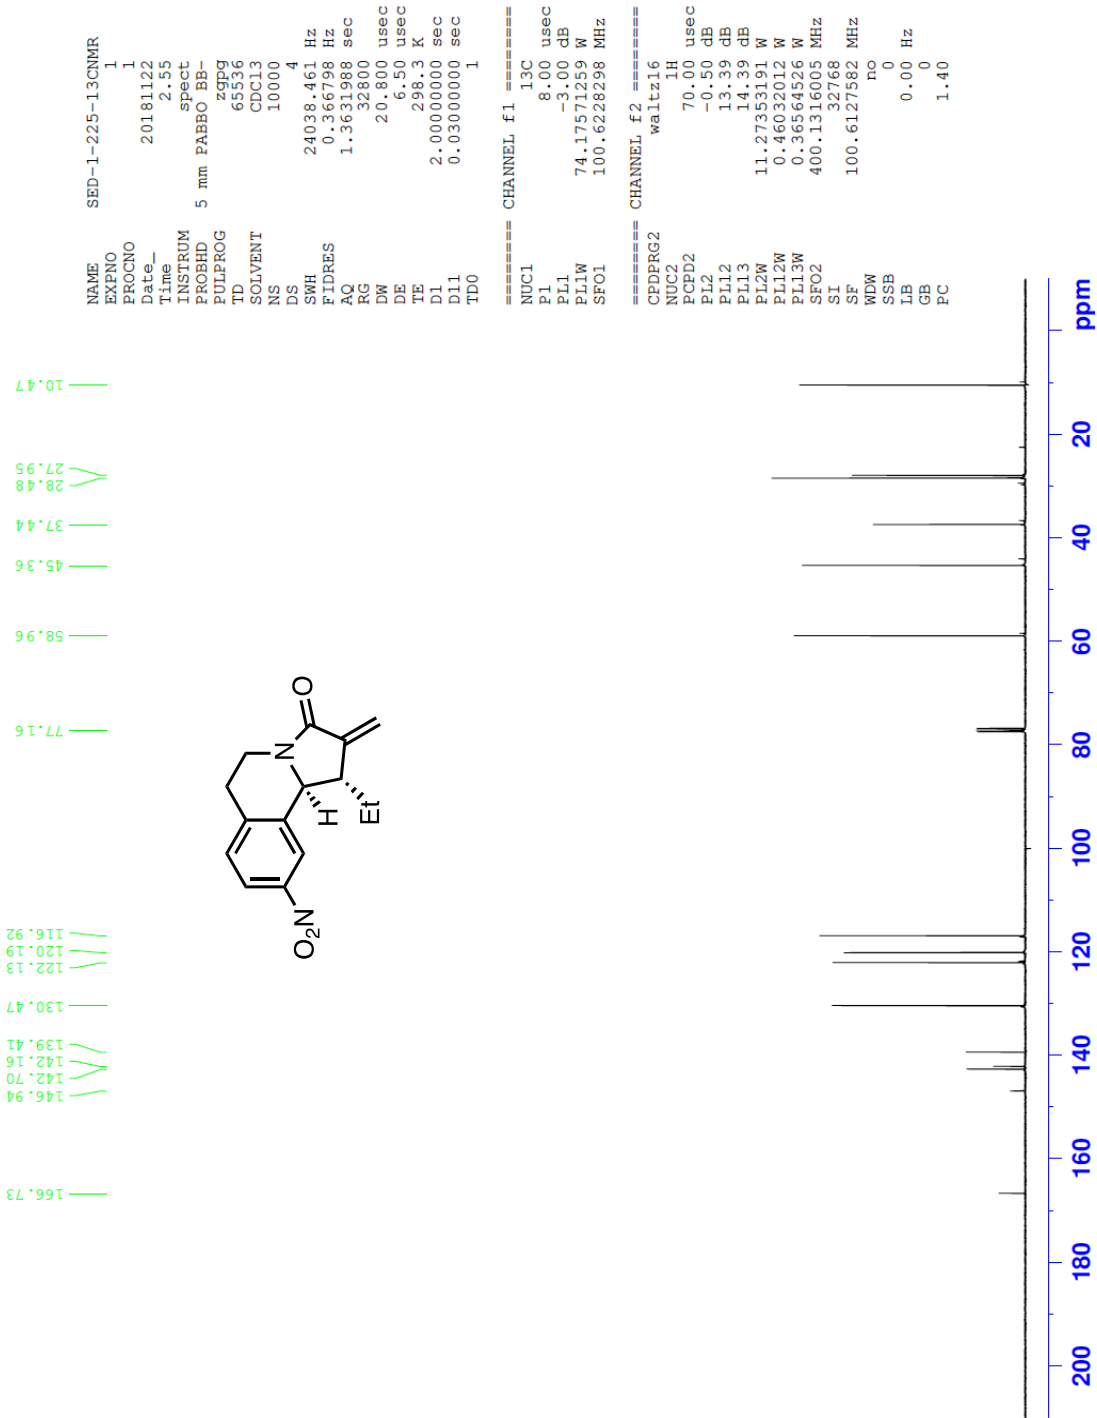 NAME SED-1-225-13CNMR
EXPNO 1
PROCNO 1
Date_ 20181122
Time 2.55
INSTRUM spect
PROBHD 5 mm PABBO BB-
PULPROG zgpg
TD 65536
SOLVENT CDCl3
NS 10000
DS 4
SWH 24038.461 Hz
FIDRES 0.366798 Hz
AQ 1.3631988 sec
RG 32800
DW 20.800 usec
DE 6.50 usec
TE 298.3 K
D1 2.00000000 sec
D11 0.03000000 sec
TD0 1
======== CHANNEL f1 ========
NUC1 13C
P1 8.00 usec
PL1 -3.00 dB
PL1W 74.17571259 W
SFO1 100.6228298 MHz
======== CHANNEL f2 ========
CPDPRG2 waltz16
NUC2 1H
PCPD2 70.00 usec
PL2 -0.50 dB
PL12 13.39 dB
PL13 14.39 dB
PL2W 11.27353191 W
PL12W 0.46032012 W
PL13W 0.36564526 W
SFO2 400.1316005 MHz
SI 32768
SF 100.6127582 MHz
WDW no
SSB 0
LB 0.00 Hz
GB 0
PC 1.40
166.73
146.94
142.70
142.16
139.41
130.47
122.13
120.19
116.92
77.16
58.96
45.36
37.44
28.48
27.95
10.47
O
N
H
Et
O2N
200 180 160 140 120 100 80 60 40 20 ppm